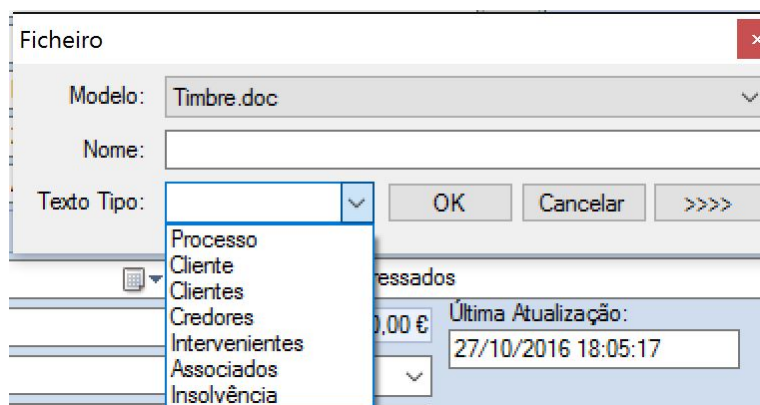 Ficheiro
Modelo: Timbre.doc
Nome:
Texto Tipo: OK Cancelar >>>>
Processo
Cliente
Clientes
Credores
Intervenientes
Associados
Insolvência
ressados
0,00 € Última Atualização:
27/10/2016 18:05:17